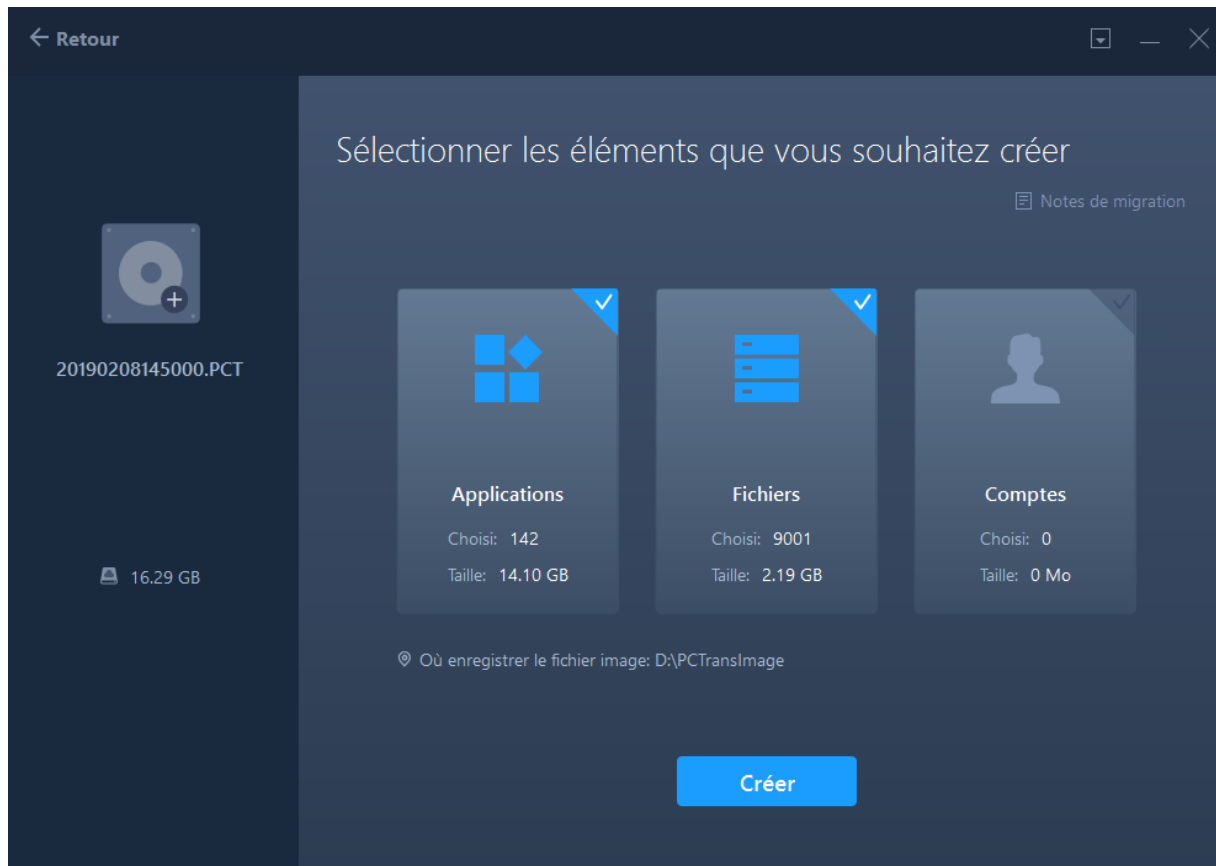 Retour
Sélectionner les éléments que vous souhaitez créer
Notes de migration
20190208145000.PCT
16.29 GB
Applications
Choisi: 142
Taille: 14.10 GB
Fichiers
Choisi: 9001
Taille: 2.19 GB
Comptes
Choisi: 0
Taille: 0 Mo
Où enregistrer le fichier image: D:\PCTransImage
Créer